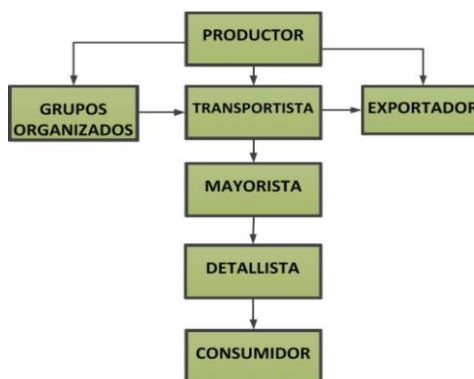 PRODUCTOR
GRUPOS
ORGANIZADOS
TRANSPORTISTA
EXPORTADOR
MAYORISTA
DETALLISTA
CONSUMIDOR